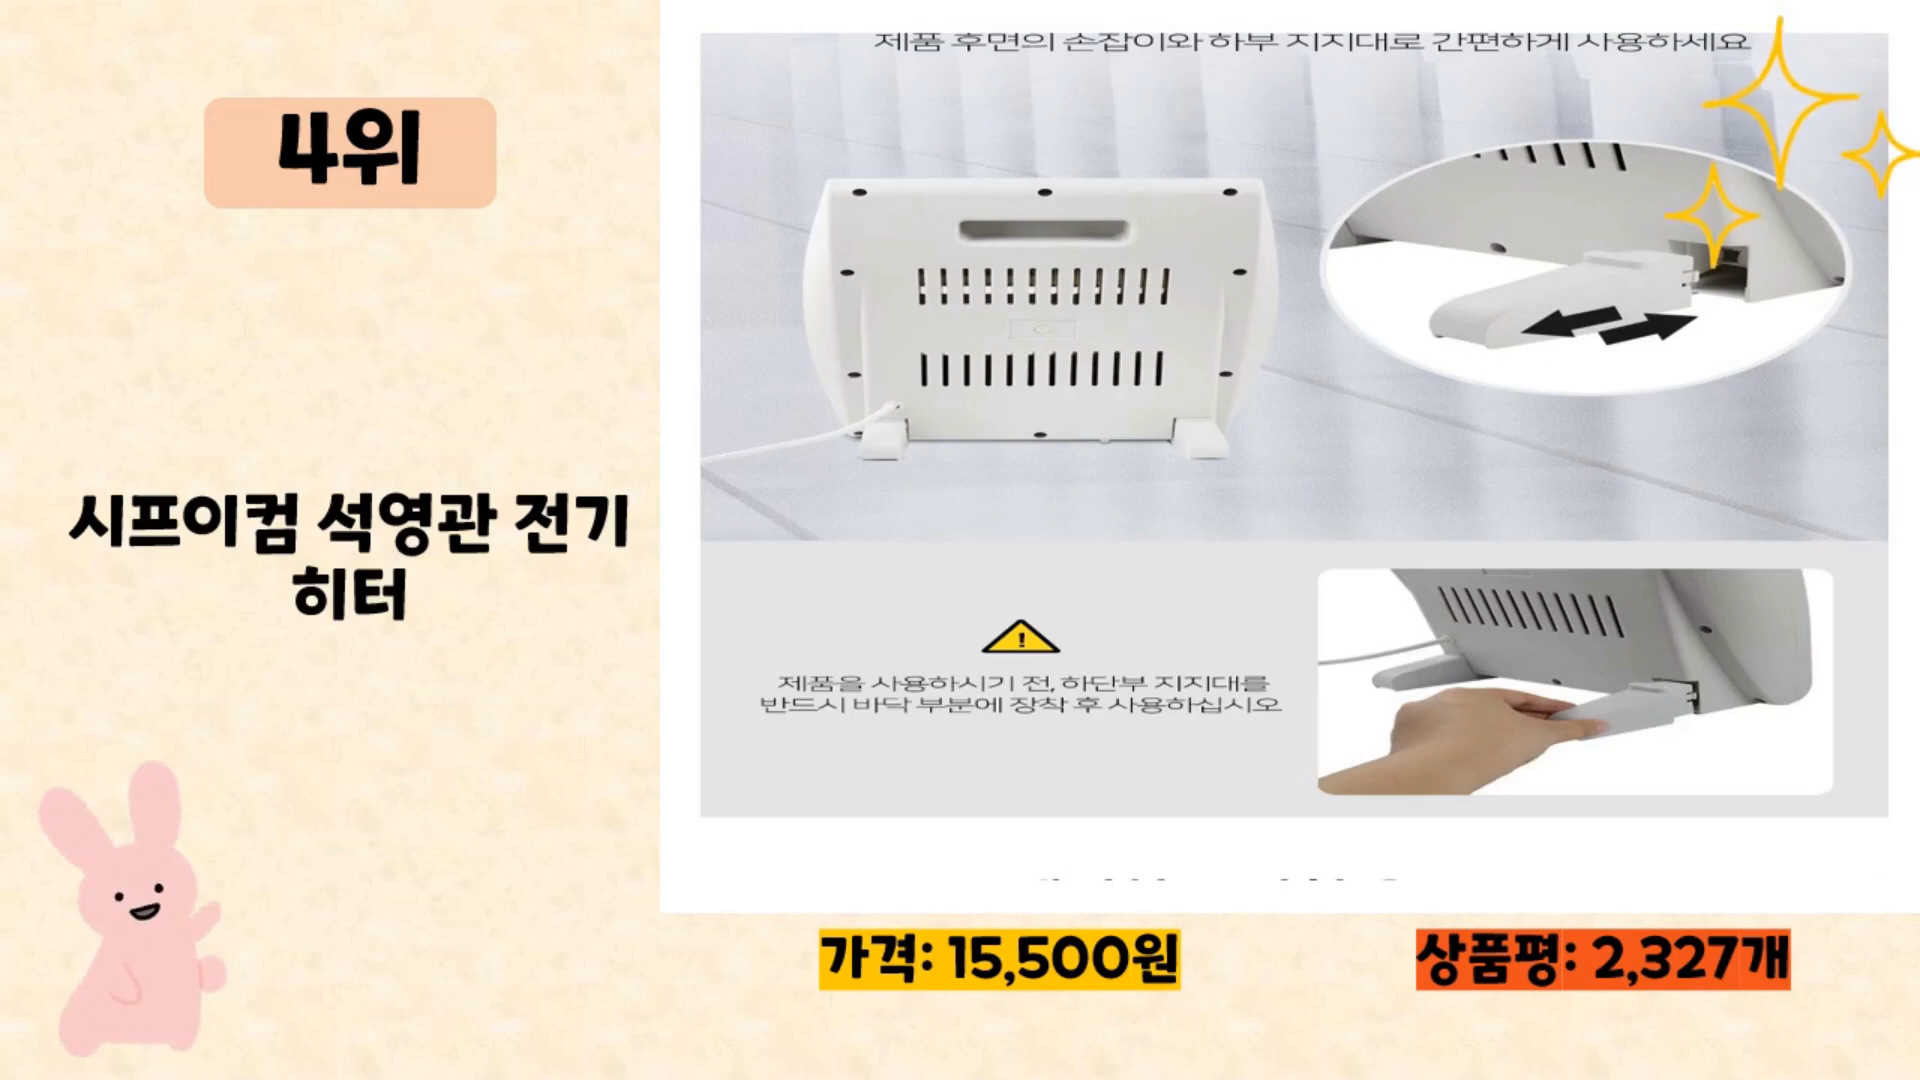 4위
시프이컴 석영관 전기
히터
제품 후면의 손잡이와 하부 지지대로 간편하게 사용하세요
제품을 사용하시기 전, 하단부 지지대를
반드시 바닥 부분에 장착 후 사용하십시오
가격: 15,500원
상품평: 2,327개